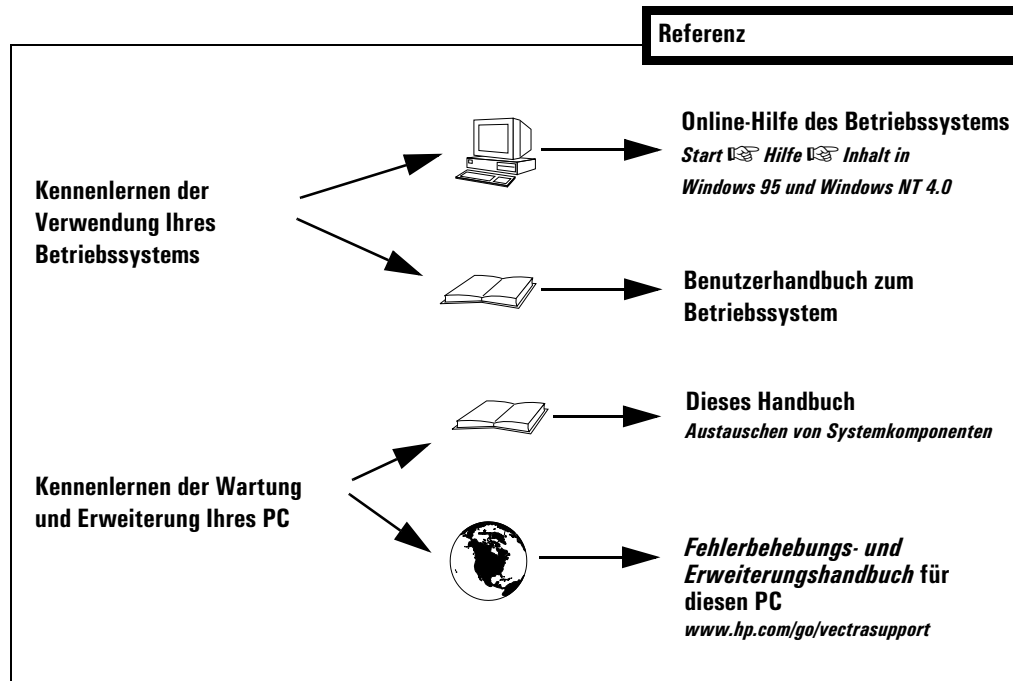 Referenz
Kennenlernen der
Verwendung Ihres
Betriebssystems
Online-Hilfe des Betriebssystems
Start ☞ Hilfe ☞ Inhalt in
Windows 95 und Windows NT 4.0
Benutzerhandbuch zum
Betriebssystem
Kennenlernen der Wartung
und Erweiterung Ihres PC
Dieses Handbuch
Austauschen von Systemkomponenten
Fehlerbehebungs- und
Erweiterungshandbuch für
diesen PC
www.hp.com/go/vectrasupport